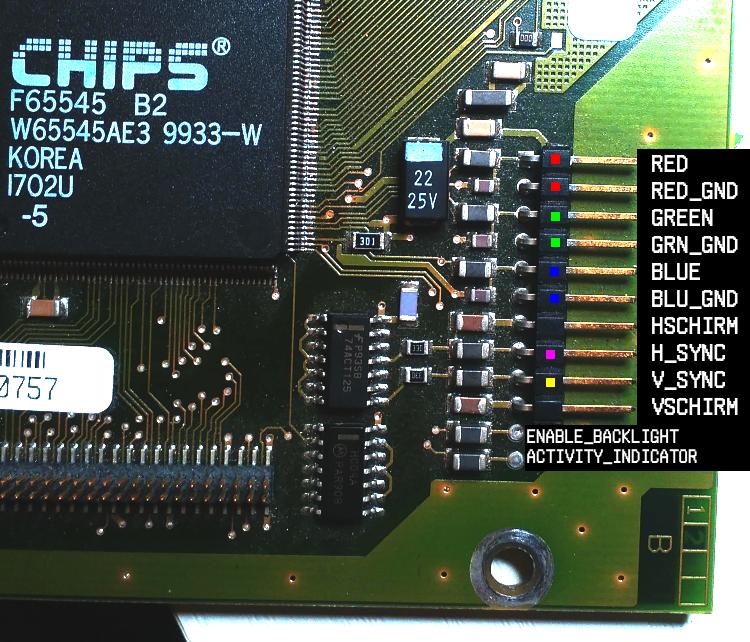 CHIPS®
F65545 B2
W65545AE3 9933-W
KOREA
I702U
-5
22
25V
301
RED
RED_GND
GREEN
GRN_GND
BLUE
BLU_GND
HSCHIRM
H_SYNC
V_SYNC
VSCHIRM
ENABLE_BACKLIGHT
ACTIVITY_INDICATOR
0757
P93SB
74ACT125
1 2
B